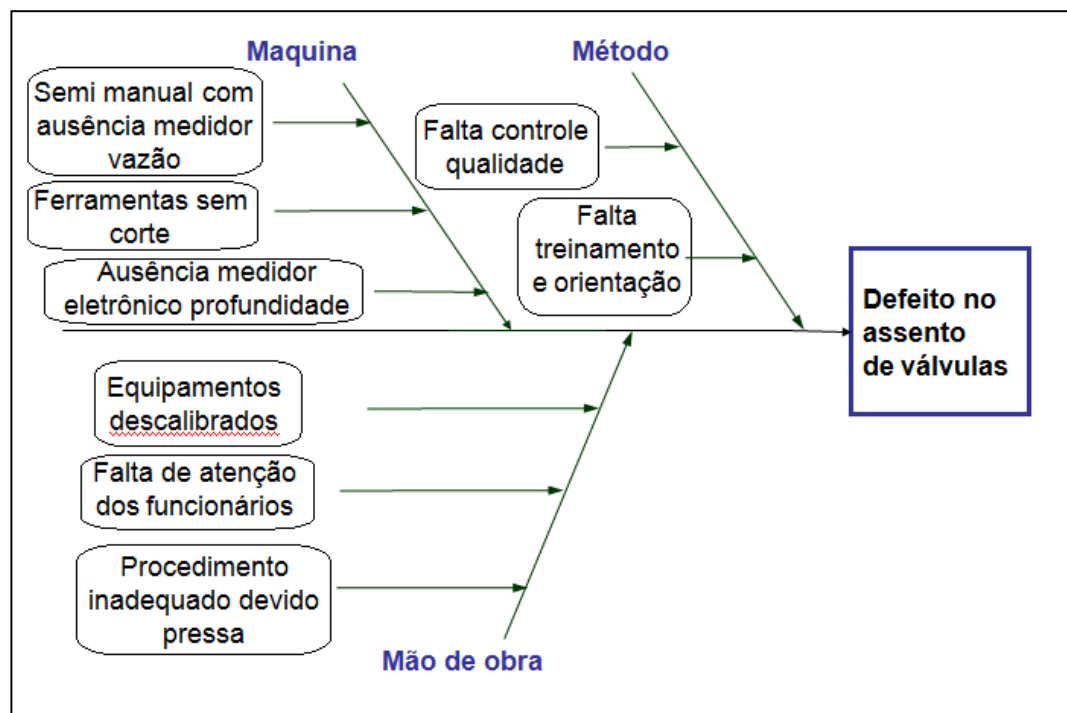 Maquina
Semi manual com
ausência medidor
vazão
Ferramentas sem
corte
Ausência medidor
eletrônico profundidade
Método
Falta controle
qualidade
Falta
treinamento
e orientação
Defeito no
assento
de válvulas
Equipamentos
descalibrados
Falta de atenção
dos funcionários
Procedimento
inadequado devido
pressa
Mão de obra